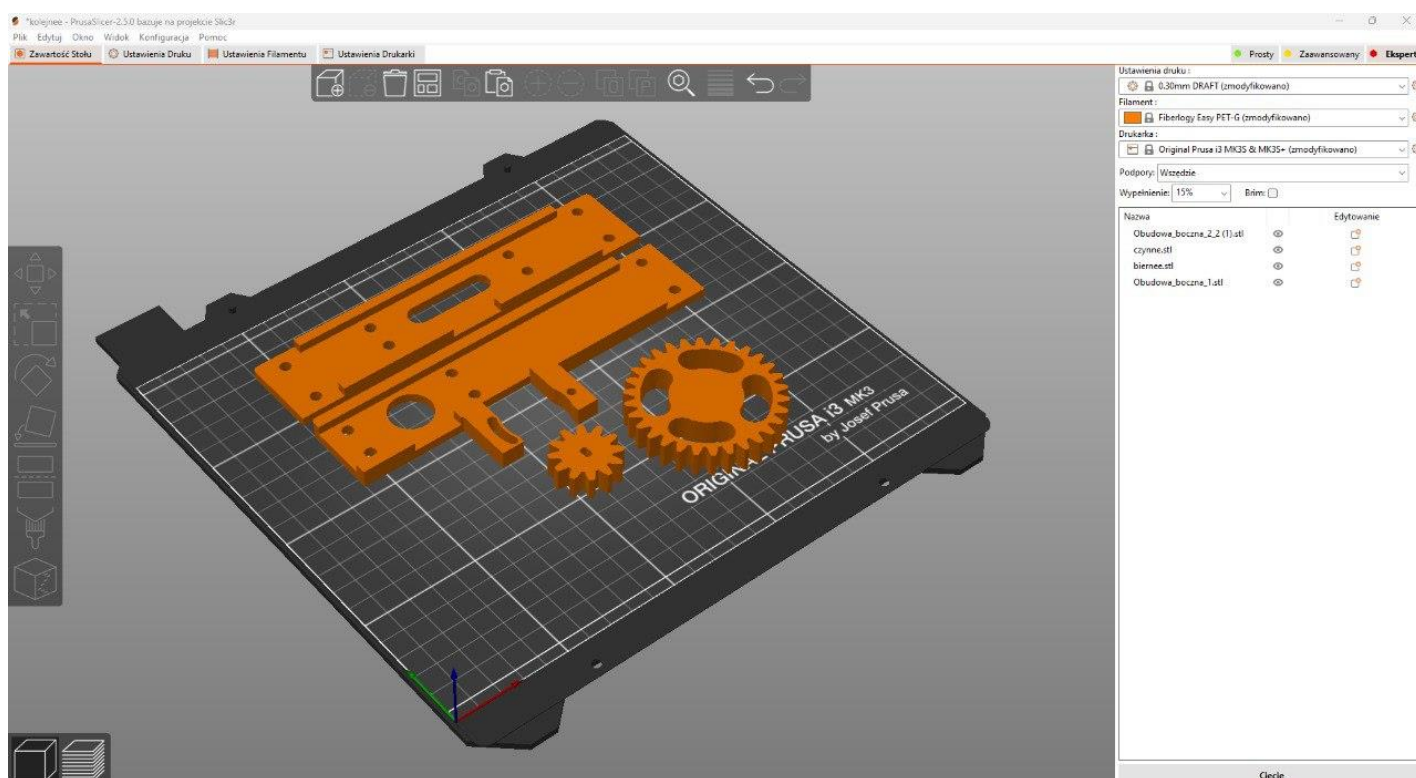 *kolejnee - PrusaSlicer-2.5.0 bazuje na projekcie Slic3r
Plik Edytuj Okno Widok Konfiguracja Pomoc
Zawartość Stołu Ustawienia Druku Ustawienia Filamentu Ustawienia Drukarki
Prosty Zaawansowany Ekspert
Ustawienia druku :
0.30mm DRAFT (zmodyfikowano)
Filament :
Fiberlogy Easy PET-G (zmodyfikowano)
Drukarka :
Original Prusa i3 MK3S & MK3S+ (zmodyfikowano)
Podpory: Wszędzie
Wypełnienie: 15% Brim:
Nazwa Edytowanie
Obudowa_boczna_2_2 (1).stl
czynne.stl
biernee.stl
Obudowa_boczna_1.stl
ORIGINAL PRUSA i3 MK3
by Josef Prusa
Cięcie